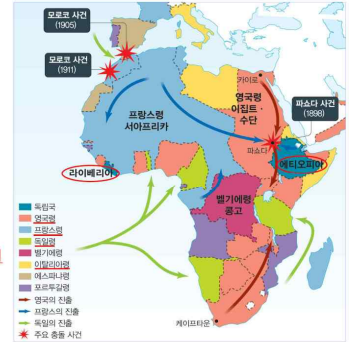 모로코 사건
(1905)
모로코 사건
(1911)
카이로
영국령
이집트·
수단
파쇼다 사건
(1898)
프랑스령
서아프리카
파쇼다
라이베리아
에티오피아
벨기에령
콩고
독립국
영국령
프랑스령
독일령
벨기에령
이탈리아령
에스파냐령
포르투갈령
영국의 진출
프랑스의 진출
독일의 진출
주요 충돌 사건
케이프타운